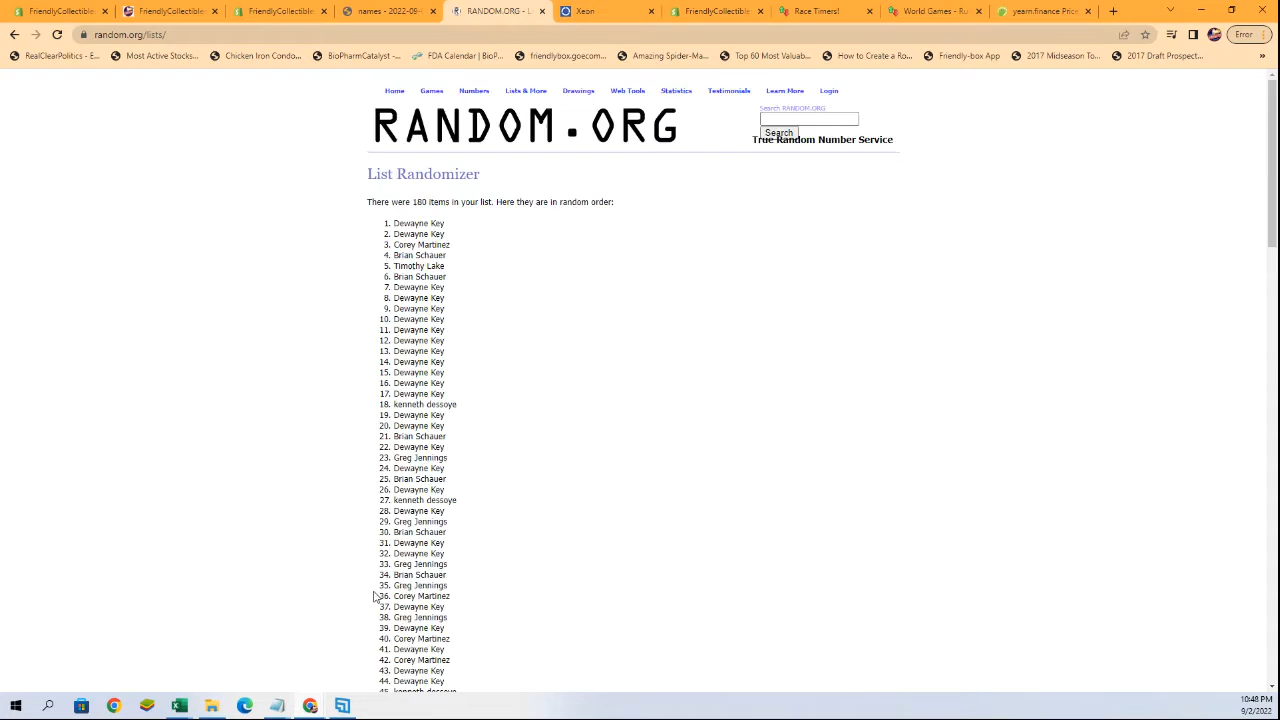 FriendlyCollectibles
FriendlyCollectible:
FriendlyCollectibles
names - 2022-09-
RANDOM.ORG - L
Xeon
FriendlyCollectible:
Race Timers!
World Games - Ru
yearn.finance Price
random.org/lists/
Error
RealClearPolitics - E...
Most Active Stocks...
Chicken Iron Condo...
BioPharmCatalyst -...
FDA Calendar | BEO...
friendlybox.goecom...
Amazing Spider-Ma...
Top 60 Most Valuab...
How to Create a Ro...
Friendly-box App
2017 Midseason To...
2017 Draft Prospect...
Home Games Numbers Lists & More Drawings Web Tools Statistics Testimonials Learn More Login
RANDOM.ORG
Search RANDOM.ORG
Search
True Random Number Service
List Randomizer
There were 180 items in your list. Here they are in random order:
1. Dewayne Key
2. Dewayne Key
3. Corey Martinez
4. Brian Schauer
5. Timothy Lake
6. Brian Schauer
7. Dewayne Key
8. Dewayne Key
9. Dewayne Key
10. Dewayne Key
11. Dewayne Key
12. Dewayne Key
13. Dewayne Key
14. Dewayne Key
15. Dewayne Key
16. Dewayne Key
17. Dewayne Key
18. kenneth dessoye
19. Dewayne Key
20. Dewayne Key
21. Brian Schauer
22. Dewayne Key
23. Greg Jennings
24. Dewayne Key
25. Brian Schauer
26. Dewayne Key
27. kenneth dessoye
28. Dewayne Key
29. Greg Jennings
30. Brian Schauer
31. Dewayne Key
32. Dewayne Key
33. Greg Jennings
34. Brian Schauer
35. Greg Jennings
36. Corey Martinez
37. Dewayne Key
38. Greg Jennings
39. Dewayne Key
40. Corey Martinez
41. Dewayne Key
42. Corey Martinez
43. Dewayne Key
44. Dewayne Key
45. kenneth dessoye
10:48 PM
9/2/2022